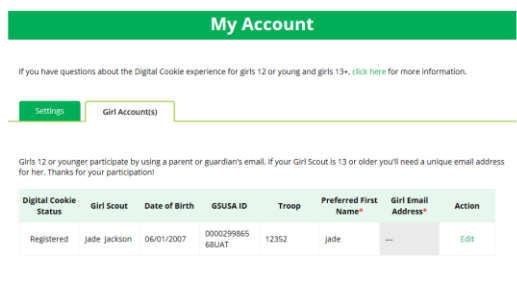 My Account
If you have questions about the Digital Cookie experience for girls 12 or young and girls 13+, click here for more information.
Settings
Girl Account(s)
Girls 12 or younger participate by using a parent or guardian's email. If your Girl Scout is 13 or older you'll need a unique email address
for her. Thanks for your participation!
Digital Cookie Status Girl Scout Date of Birth GSUSA ID Troop Preferred First Name* Girl Email Address* Action
Registered Jade Jackson 06/01/2007 0000299865 68UAT 12352 Jade --- Edit